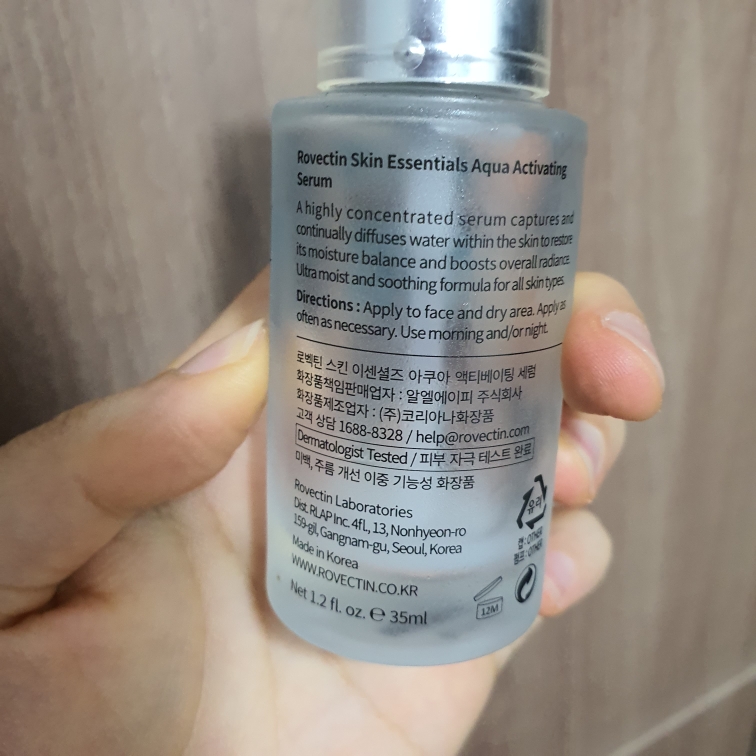 Rovectin Skin Essentials Aqua Activating
Serum
A highly concentrated serum captures and
continually diffuses water within the skin to restore
its moisture balance and boosts overall radiance.
Ultra moist and soothing formula for all skin types.
Directions : Apply to face and dry area. Apply as
often as necessary. Use morning and/or night.
로벡틴 스킨 이센셜즈 아쿠아 액티베이팅 세럼
화장품책임판매업자 : 알엘에이피 주식회사
화장품제조업자 : (주)코리아나화장품
고객 상담 1688-8328 / help@rovectin.com
Dermatologist Tested / 피부 자극 테스트 완료
미백, 주름 개선 이중 기능성 화장품
Rovectin Laboratories
Dist. RLAP Inc. 4fl., 13, Nonhyeon-ro
159-gil, Gangnam-gu, Seoul, Korea
Made in Korea
WWW.ROVECTIN.CO.KR
Net 1.2 fl. oz. ℮ 35ml
유리
캡 : OTHER
펌프 : OTHER
12M